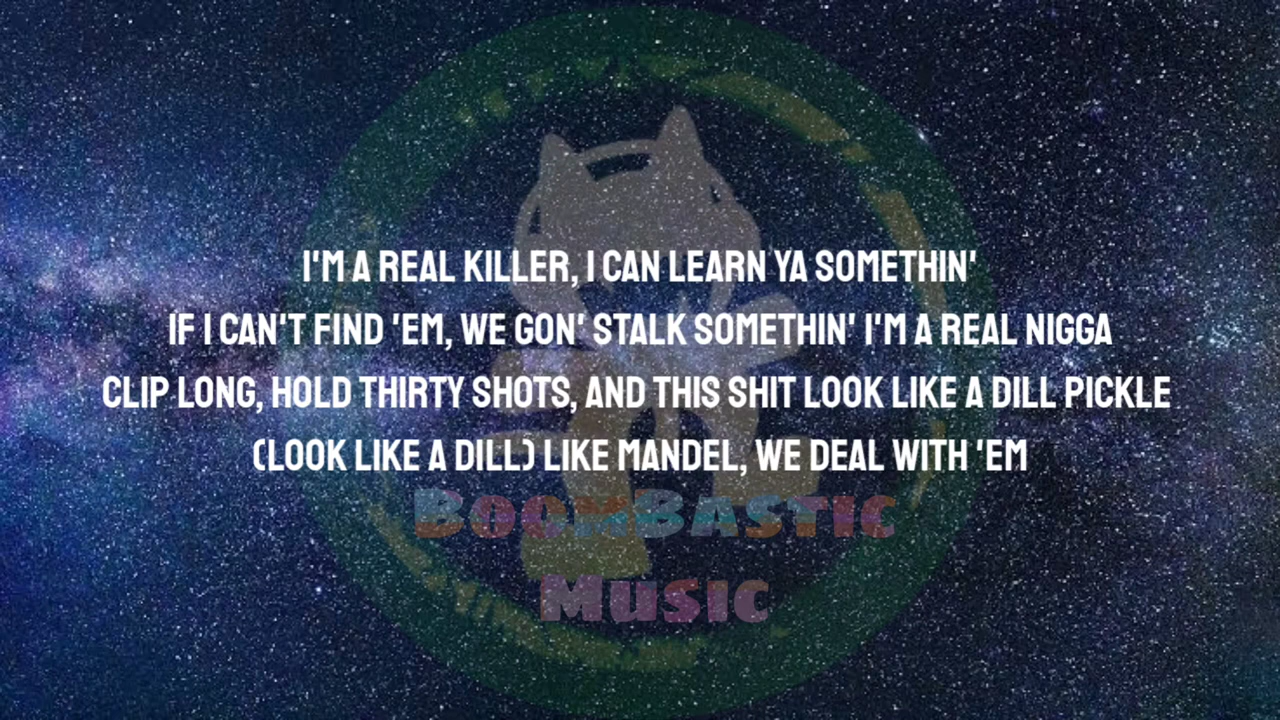 I'M A REAL KILLER, I CAN LEARN YA SOMETHIN'
IF I CAN'T FIND 'EM, WE GON' STALK SOMETHIN' I'M A REAL NIGGA
CLIP LONG, HOLD THIRTY SHOTS, AND THIS SHIT LOOK LIKE A DILL PICKLE
(LOOK LIKE A DILL) LIKE MANDEL, WE DEAL WITH 'EM
BOOMBASTIC
MUSIC